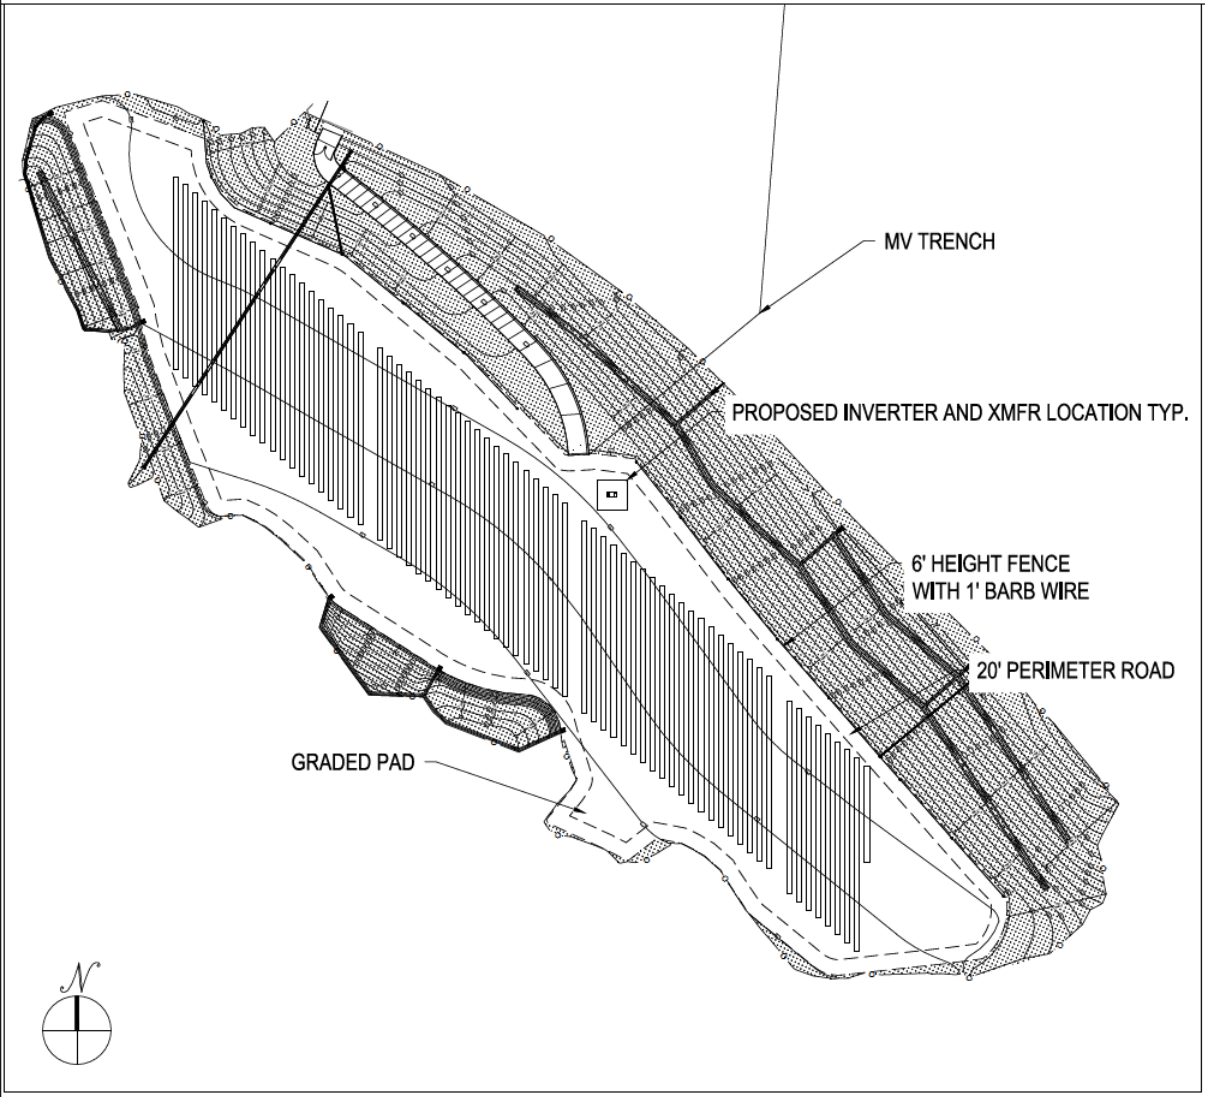 MV TRENCH
PROPOSED INVERTER AND XMFR LOCATION TYP.
6' HEIGHT FENCE
WITH 1' BARB WIRE
20' PERIMETER ROAD
GRADED PAD
N